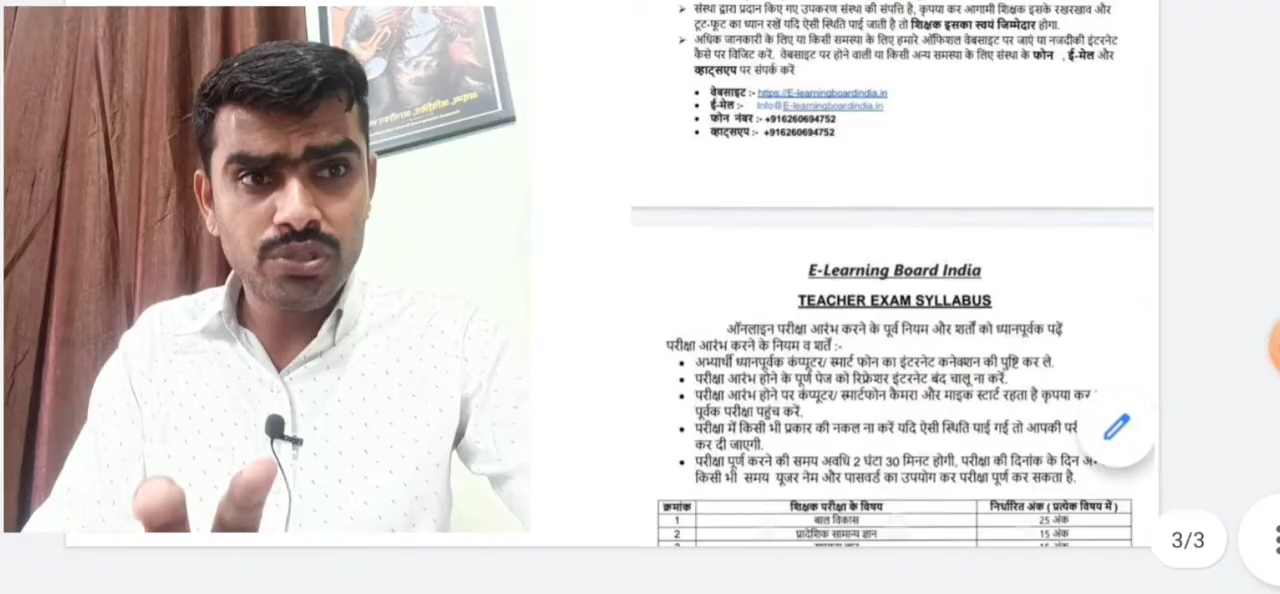 संस्था द्वारा प्रदान किए गए उपकरण संस्था की संपत्ति है, कृपया कर आगामी शिक्षक इसके रखरखाव और
टूट-फूट का ध्यान रखें यदि ऐसी स्थिति पाई जाती है तो शिक्षक इसका स्वयं जिम्मेदार होगा.
अधिक जानकारी के लिए या किसी समस्या के लिए हमारे ऑफिशल वेबसाइट पर जाएं या नजदीकी इंटरनेट
कैसे पर विजिट करें, वेबसाइट पर होने वाली या किसी अन्य समस्या के लिए संस्था के फोन , ई-मेल और
व्हाट्सएप पर संपर्क करें
वेबसाइट :- https://E-learningboardindia.in
ई-मेल :- Info@E-learningboardindia.in
फोन नंबर :- +916260694752
व्हाट्सएप :- +916260694752
E-Learning Board India
TEACHER EXAM SYLLABUS
ऑनलाइन परीक्षा आरंभ करने के पूर्व नियम और शर्तों को ध्यानपूर्वक पढ़ें
परीक्षा आरंभ करने के नियम व शर्तें :-
अभ्यार्थी ध्यानपूर्वक कंप्यूटर/ स्मार्ट फोन का इंटरनेट कनेक्शन की पुष्टि कर ले.
परीक्षा आरंभ होने के पूर्ण पेज को रिफ्रेशर इंटरनेट बंद चालू ना करें.
परीक्षा आरंभ होने पर कंप्यूटर/ स्मार्टफोन कैमरा और माइक स्टार्ट रहता है कृपया कर
पूर्वक परीक्षा पहुंच करें.
परीक्षा में किसी भी प्रकार की नकल ना करें यदि ऐसी स्थिति पाई गई तो आपकी
कर दी जाएगी.
परीक्षा पूर्ण करने की समय अवधि 2 घंटा 30 मिनट होगी, परीक्षा की दिनांक के दिन
किसी भी समय यूजर नेम और पासवर्ड का उपयोग कर परीक्षा पूर्ण कर सकता है.
क्रमांक शिक्षक परीक्षा के विषय निर्धारित अंक ( प्रत्येक विषय में )
1 बाल विकास 25 अंक
2 प्रादेशिक सामान्य ज्ञान 15 अंक
3/3